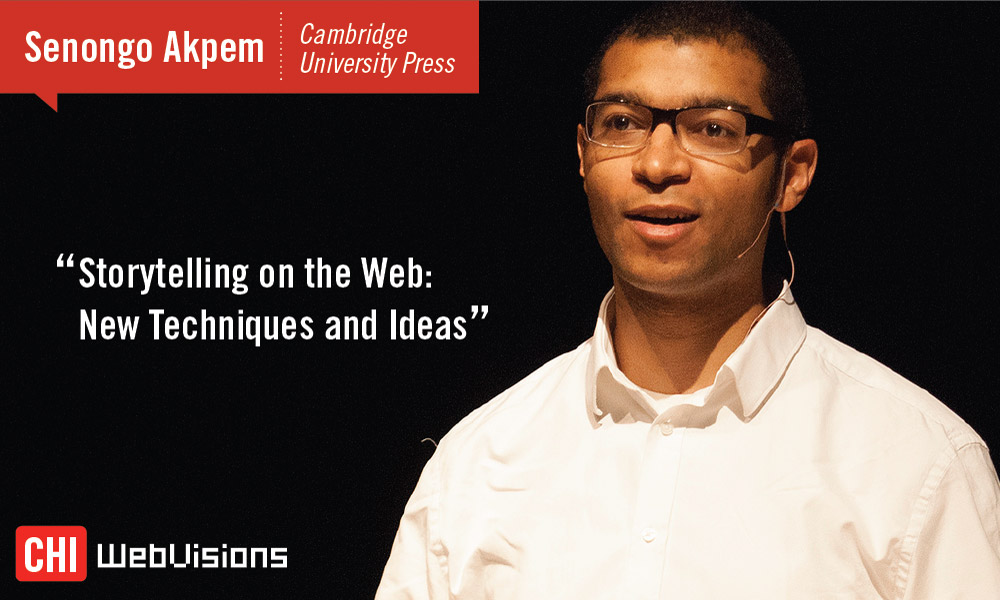 Senongo Akpem
Cambridge
University Press
“Storytelling on the Web:
New Techniques and Ideas”
CHI WebVisions